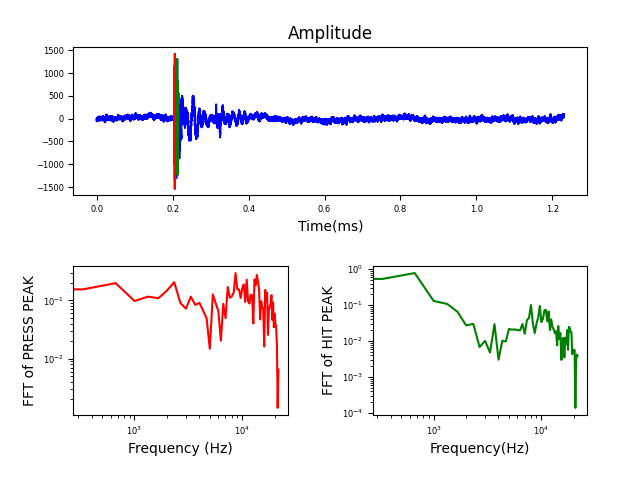 Amplitude
1500
1000
500
0
−500
−1000
−1500
0.0 0.2 0.4 0.6 0.8 1.0 1.2
Time(ms)
FFT of PRESS PEAK
10⁻¹
10⁻²
10³ 10⁴
Frequency (Hz)
FFT of HIT PEAK
10⁰
10⁻¹
10⁻²
10⁻³
10⁻⁴
10³ 10⁴
Frequency(Hz)